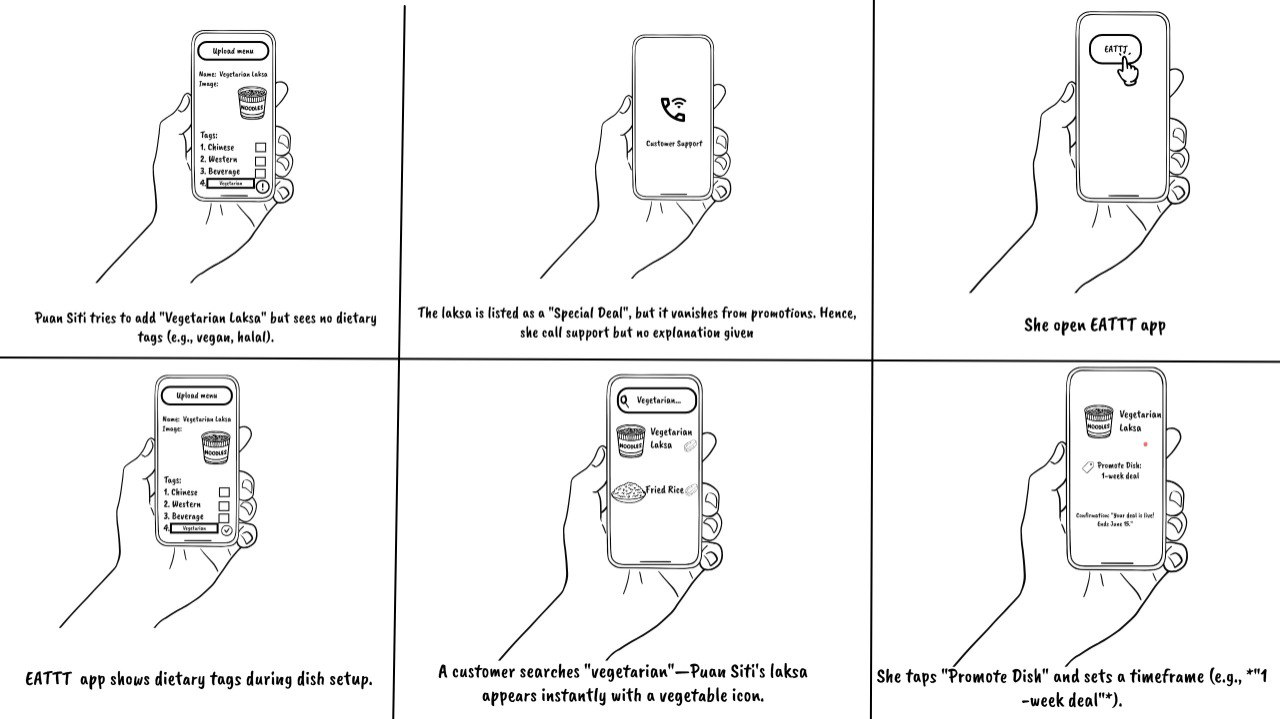 Upload menu
Name: Vegetarian Laksa
Image:
NOODLES
Tags:
1. Chinese
2. Western
3. Beverage
4. Vegetarian
!
Puan Siti tries to add "Vegetarian Laksa" but sees no dietary
tags (e.g., vegan, halal).
Customer Support
The laksa is listed as a "Special Deal", but it vanishes from promotions. Hence,
she call support but no explanation given
EATTT
She open EATTT app
Upload menu
Name: Vegetarian Laksa
Image:
NOODLES
Tags:
1. Chinese
2. Western
3. Beverage
4. Vegetarian
EATTT app shows dietary tags during dish setup.
Vegetarian...
NOODLES
Vegetarian
Laksa
Fried Rice
A customer searches "vegetarian"—Puan Siti's laksa
appears instantly with a vegetable icon.
NOODLES
Vegetarian
Laksa
Promote Dish:
1-week deal
Confirmation: "Your deal is live!
Ends June 15."
She taps "Promote Dish" and sets a timeframe (e.g., *"1
-week deal"*).